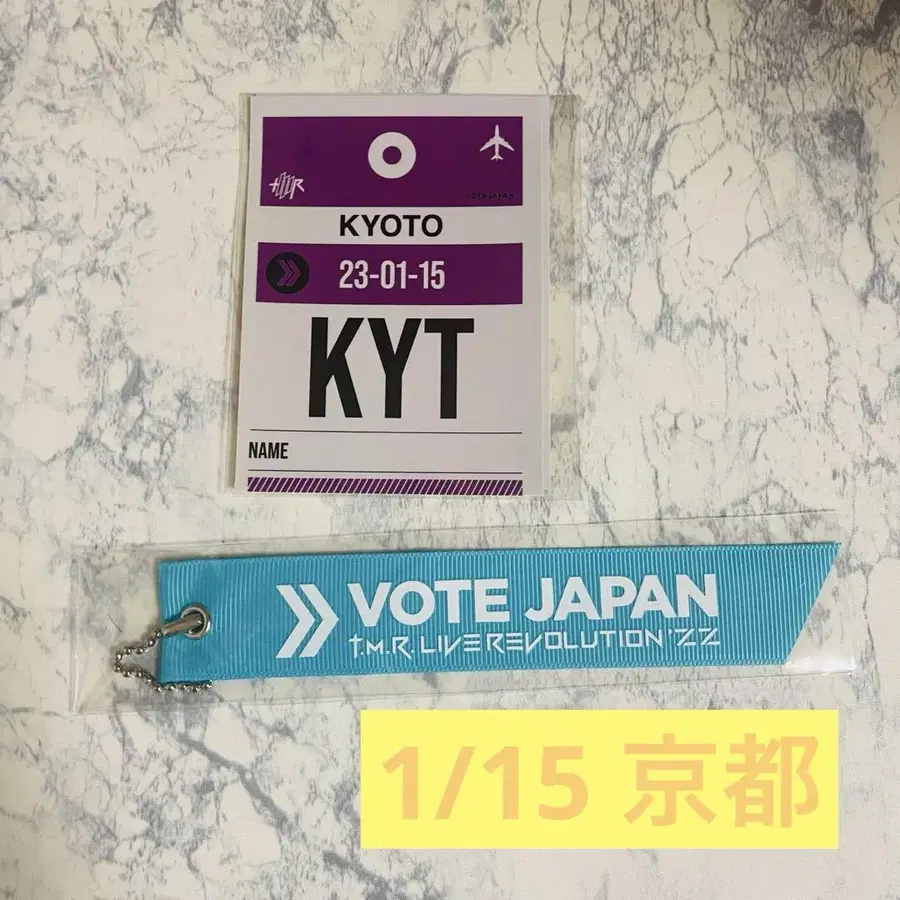 VOTE JAPAN
KYOTO
23-01-15
KYT
NAME
VOTE JAPAN
T.M.R. LIVE REVOLUTION '22
1/15 京都